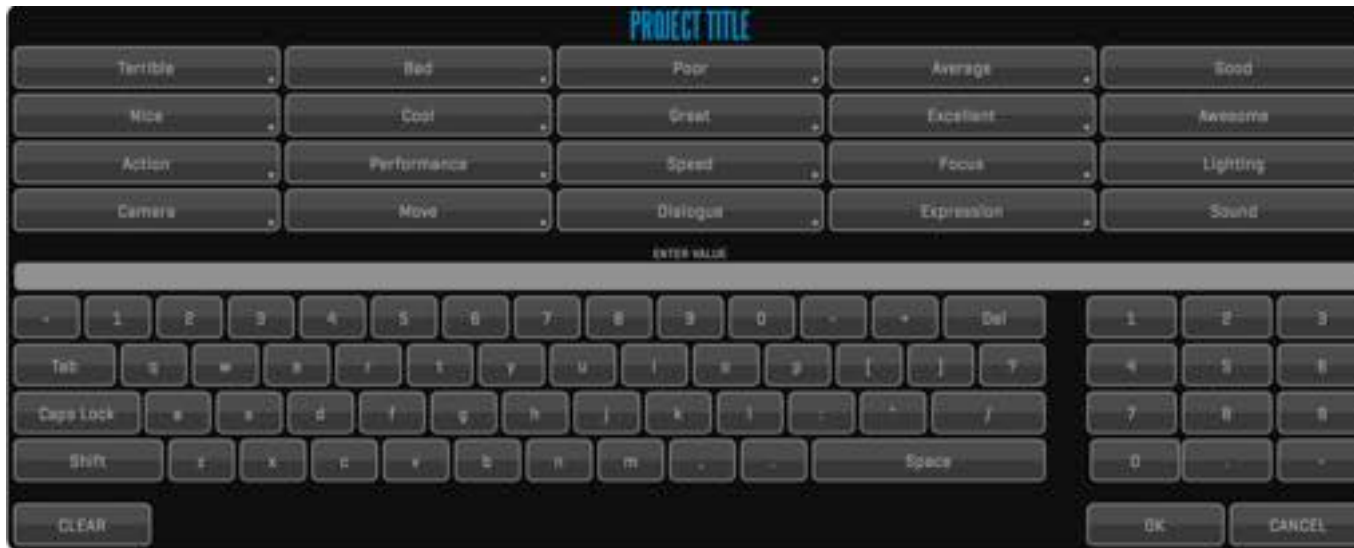 PROJECT TITLE
Terrible Bad Poor Average Good
Nice Cool Great Excellent Awesome
Action Performance Speed Focus Lighting
Camera Move Dialogue Expression Sound
ENTER VALUE
1 2 3 4 5 6 7 8 9 0 - + Del 1 2 3
Tab q w e r t y u i o p [ ] ? 4 5 6
Caps Lock a s d f g h j k l : " / 7 8 9
Shift z x c v b n m , . Space 0 .
CLEAR OK CANCEL